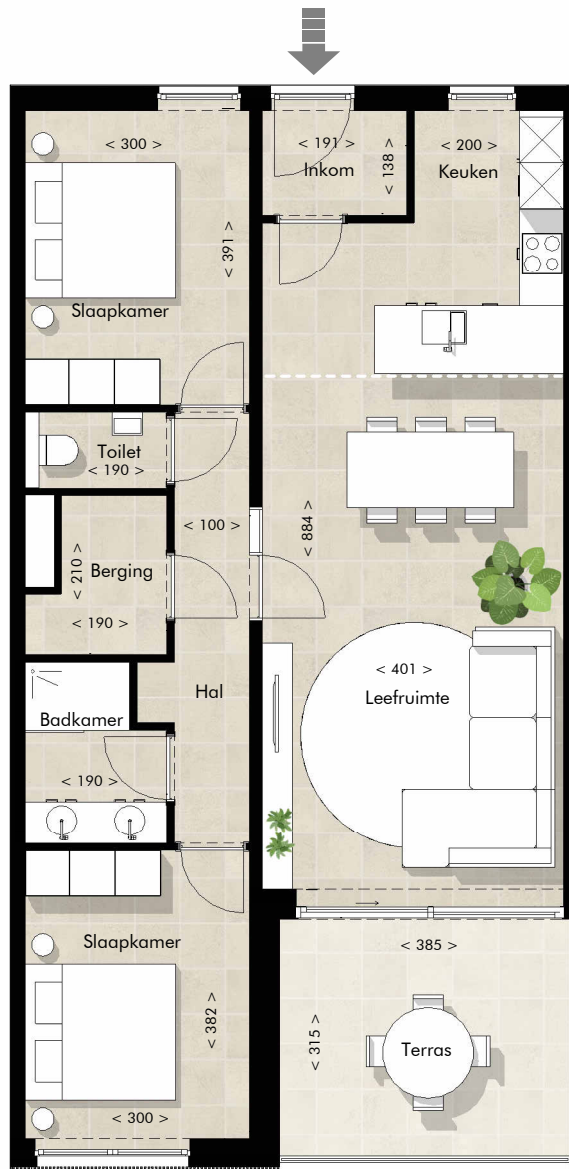 < 300 >
< 191 >
Inkom
< 138 >
< 200 >
Keuken
< 391 >
Slaapkamer
Toilet
< 190 >
< 100 >
< 884 >
< 210 >
Berging
< 190 >
Hal
< 401 >
Leefruimte
Badkamer
< 190 >
Slaapkamer
< 385 >
< 382 >
< 315 >
Terras
< 300 >